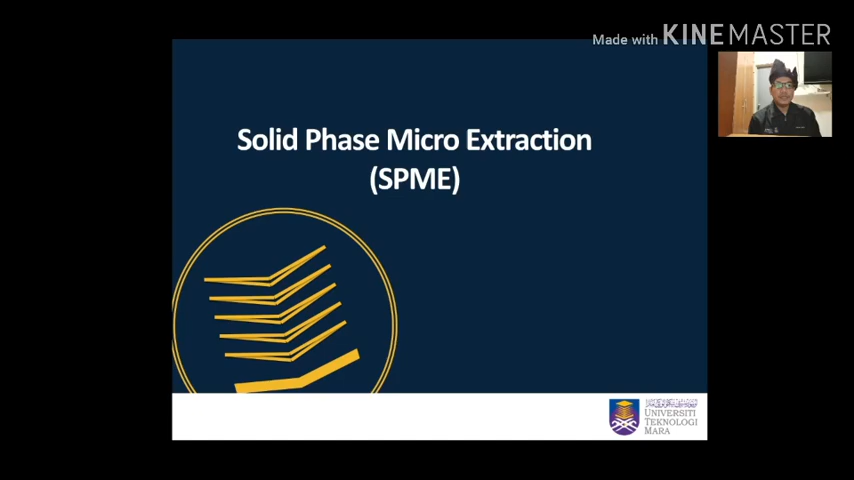 Made with KINEMASTER
Solid Phase Micro Extraction
(SPME)
UNIVERSITI
TEKNOLOGI
MARA